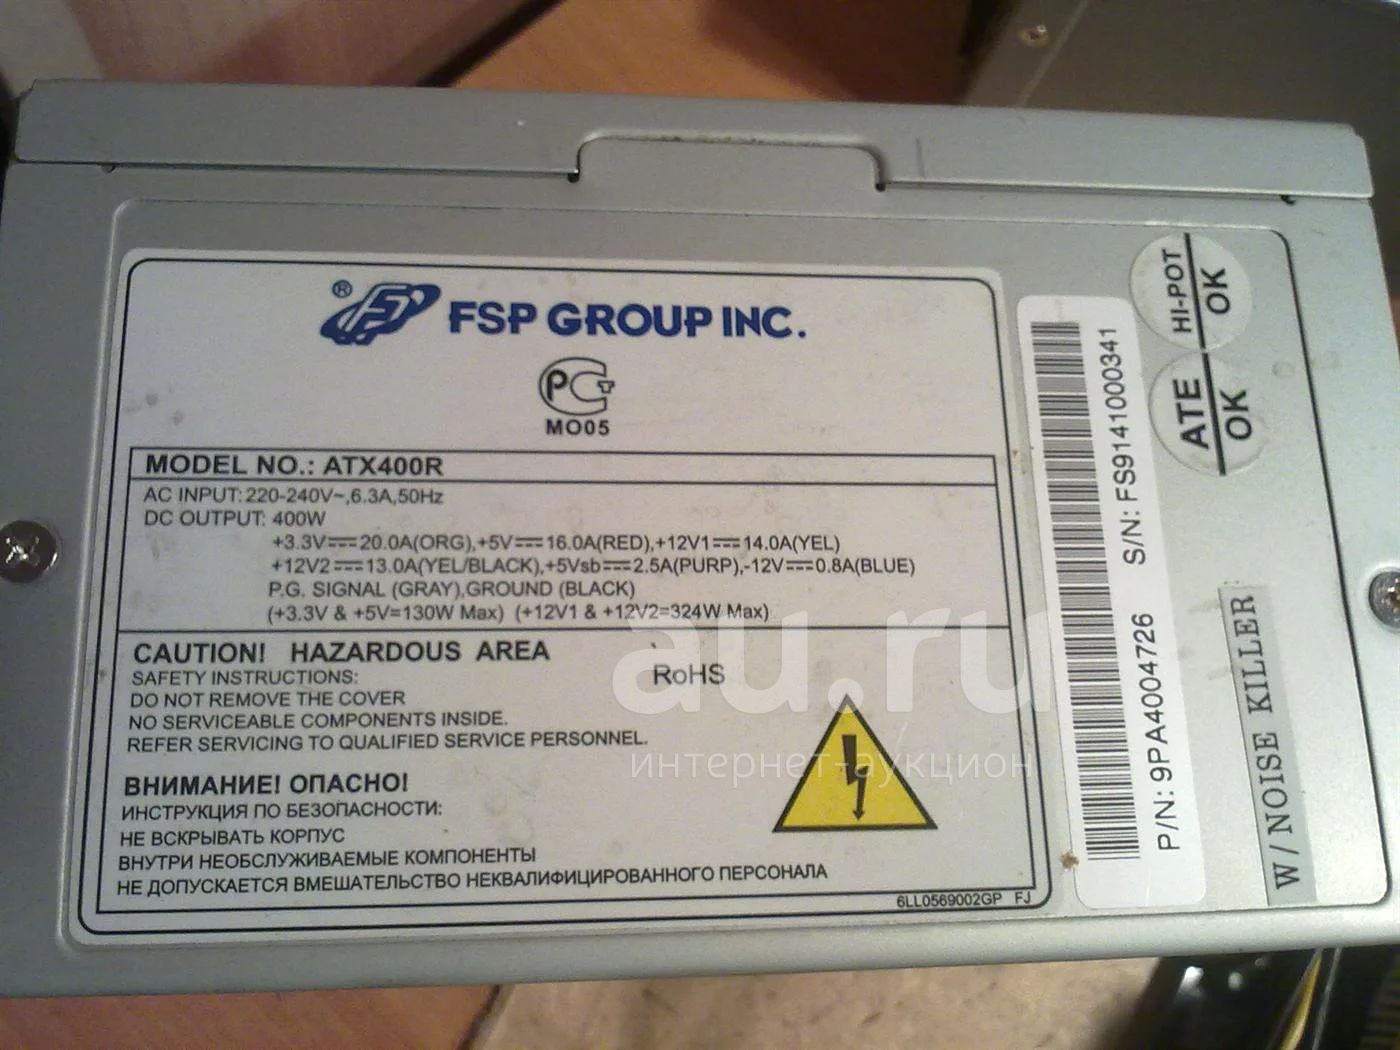 ® FSP GROUP INC.
PC
MO05
MODEL NO.: ATX400R
AC INPUT: 220-240V~,6.3A,50Hz
DC OUTPUT: 400W
+3.3V⎓20.0A(ORG),+5V⎓16.0A(RED),+12V1⎓14.0A(YEL)
+12V2⎓13.0A(YEL/BLACK),+5Vsb⎓2.5A(PURP),-12V⎓0.8A(BLUE)
P.G. SIGNAL (GRAY),GROUND (BLACK)
(+3.3V & +5V=130W Max) (+12V1 & +12V2=324W Max)
CAUTION! HAZARDOUS AREA
RoHS
SAFETY INSTRUCTIONS:
DO NOT REMOVE THE COVER
NO SERVICEABLE COMPONENTS INSIDE.
REFER SERVICING TO QUALIFIED SERVICE PERSONNEL.
ВНИМАНИЕ! ОПАСНО!
ИНСТРУКЦИЯ ПО БЕЗОПАСНОСТИ:
НЕ ВСКРЫВАТЬ КОРПУС
ВНУТРИ НЕОБСЛУЖИВАЕМЫЕ КОМПОНЕНТЫ
НЕ ДОПУСКАЕТСЯ ВМЕШАТЕЛЬСТВО НЕКВАЛИФИЦИРОВАННОГО ПЕРСОНАЛА
6LL0569002GP FJ
P/N: 9PA4004726 S/N: FS9141000341
HI-POT
OK
ATE
OK
W/NOISE KILLER
au.ru
интернет-аукцион